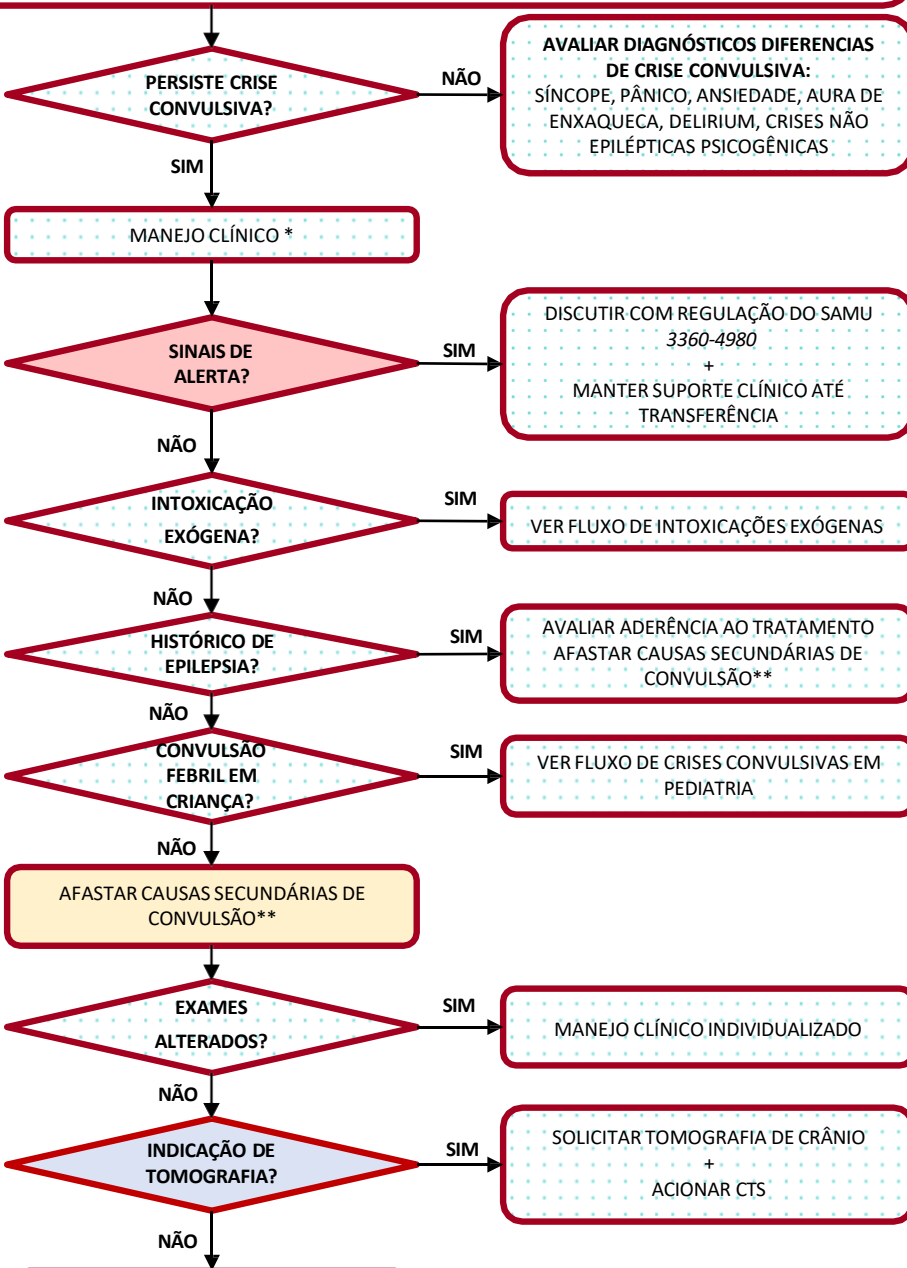 PERSISTE CRISE
CONVULSIVA?
NÃO
AVALIAR DIAGNÓSTICOS DIFERENCIAS
DE CRISE CONVULSIVA:
SÍNCOPE, PÂNICO, ANSIEDADE, AURA DE
ENXAQUECA, DELIRIUM, CRISES NÃO
EPILÉPTICAS PSICOGÊNICAS
SIM
MANEJO CLÍNICO *
SINAIS DE
ALERTA?
SIM
DISCUTIR COM REGULAÇÃO DO SAMU
3360-4980
+
MANTER SUPORTE CLÍNICO ATÉ
TRANSFERÊNCIA
NÃO
INTOXICAÇÃO
EXÓGENA?
SIM
VER FLUXO DE INTOXICAÇÕES EXÓGENAS
NÃO
HISTÓRICO DE
EPILEPSIA?
SIM
AVALIAR ADERÊNCIA AO TRATAMENTO
AFASTAR CAUSAS SECUNDÁRIAS DE
CONVULSÃO**
NÃO
CONVULSÃO
FEBRIL EM
CRIANÇA?
SIM
VER FLUXO DE CRISES CONVULSIVAS EM
PEDIATRIA
NÃO
AFASTAR CAUSAS SECUNDÁRIAS DE
CONVULSÃO**
EXAMES
ALTERADOS?
SIM
MANEJO CLÍNICO INDIVIDUALIZADO
NÃO
INDICAÇÃO DE
TOMOGRAFIA?
SIM
SOLICITAR TOMOGRAFIA DE CRÂNIO
+
ACIONAR CTS
NÃO